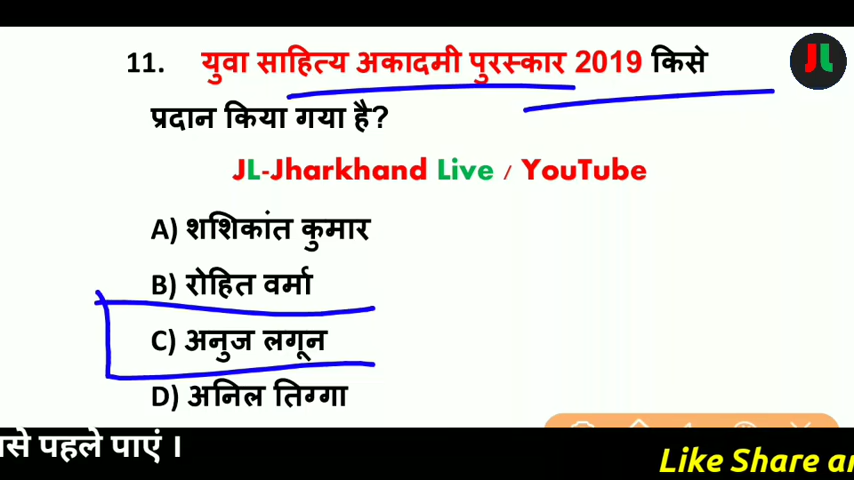 JL
11. युवा साहित्य अकादमी पुरस्कार 2019 किसे
प्रदान किया गया है?
JL-Jharkhand Live / YouTube
A) शशिकांत कुमार
B) रोहित वर्मा
C) अनुज लगून
D) अनिल तिग्गा
पहले पाएं ।
Like Share